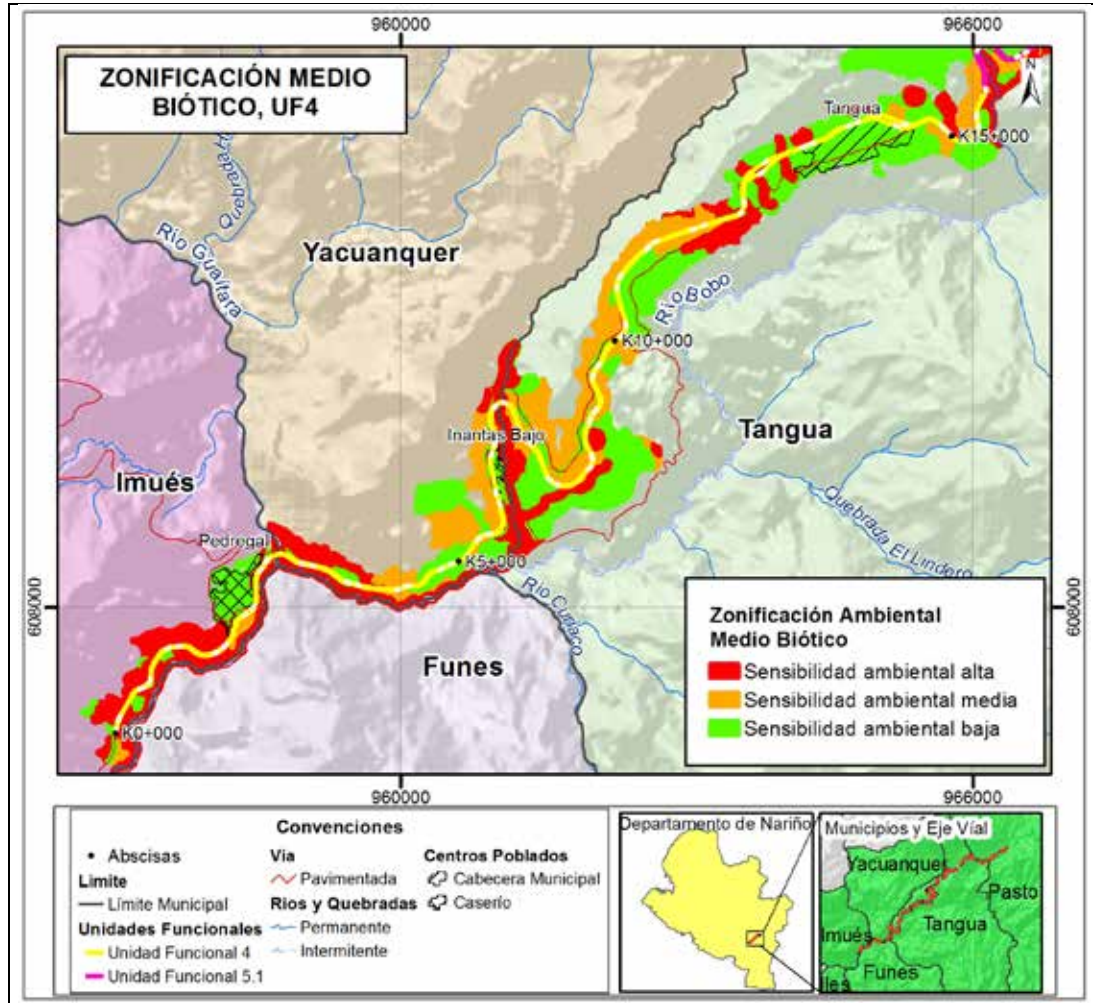 960000
966000
ZONIFICACIÓN MEDIO
BIÓTICO, UF4
N
Tangua
K15+000
Quebrada
Quebrada
Río Guáitara
Yacuanquer
Río Bobo
K10+000
Inantas Bajo
Tangua
Imués
Pedregal
Quebrada El Lindero
K5+000
608000
608000
Funes
K0+000
Zonificación Ambiental
Medio Biótico
Sensibilidad ambiental alta
Sensibilidad ambiental media
Sensibilidad ambiental baja
960000
966000
Convenciones
Abscisas
Límite
Límite Municipal
Unidades Funcionales
Unidad Funcional 4
Unidad Funcional 5.1
Vía
Pavimentada
Ríos y Quebradas
Permanente
Intermitente
Centros Poblados
Cabecera Municipal
Caserío
Departamento de Nariño
Municipios y Eje Víal
Yacuanquer
Pasto
Tangua
Imués
Funes
lles